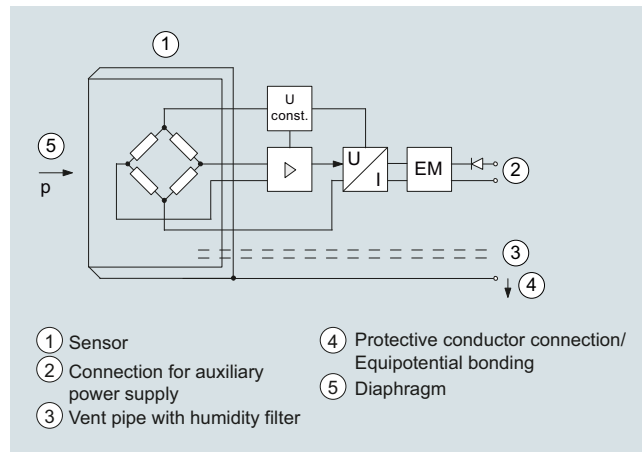 1
5
p
U
const.
U
I
EM
2
3
4
1 Sensor
2 Connection for auxiliary
power supply
3 Vent pipe with humidity filter
4 Protective conductor connection/
Equipotential bonding
5 Diaphragm